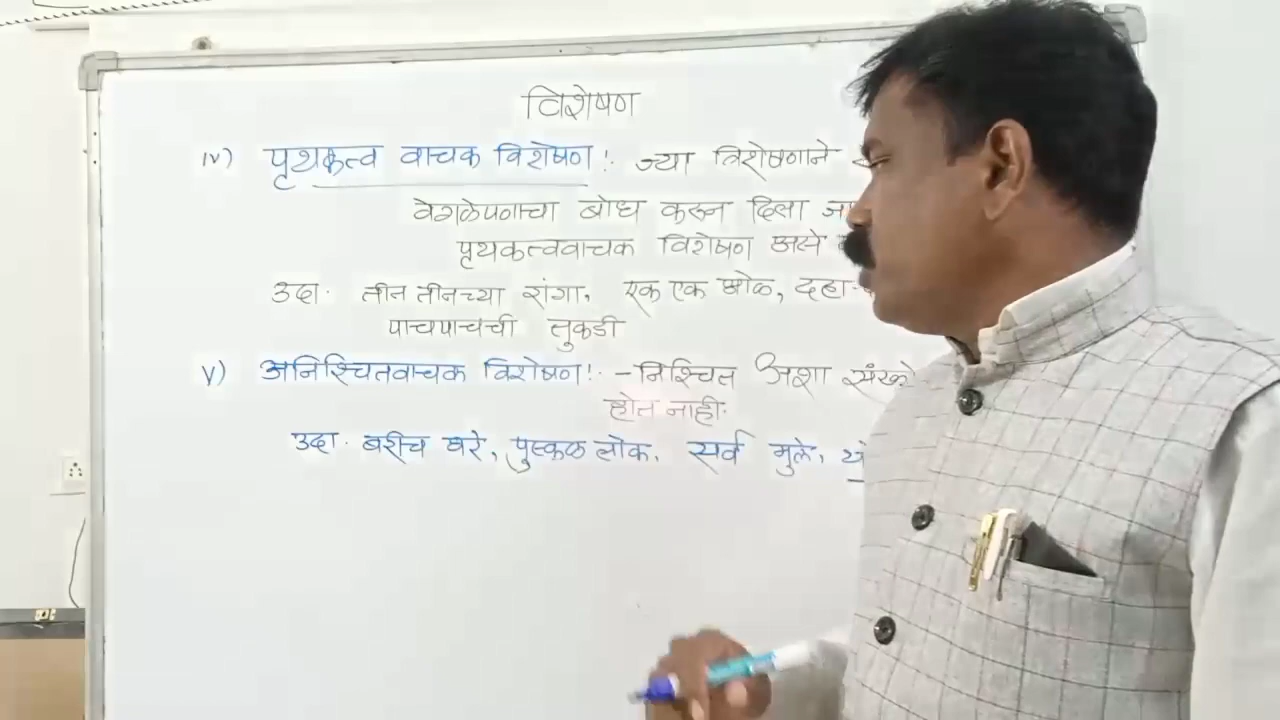 विशेषण
iv) पृथकत्व वाचक विशेषण :- ज्या विशेषणाने
वेगळेपणाचा बोध करून दिला
पृथकत्ववाचक विशेषण असे
उदा. तीन तीनच्या रांगा, एक एक खोळ, दहा-
पाचपाचची तुकडी
v) अनिश्चितवाचक विशेषण :- निश्चित अशा
होत नाही.
उदा. बरीच घरे, पुष्कळ लोक, सर्व मुले,